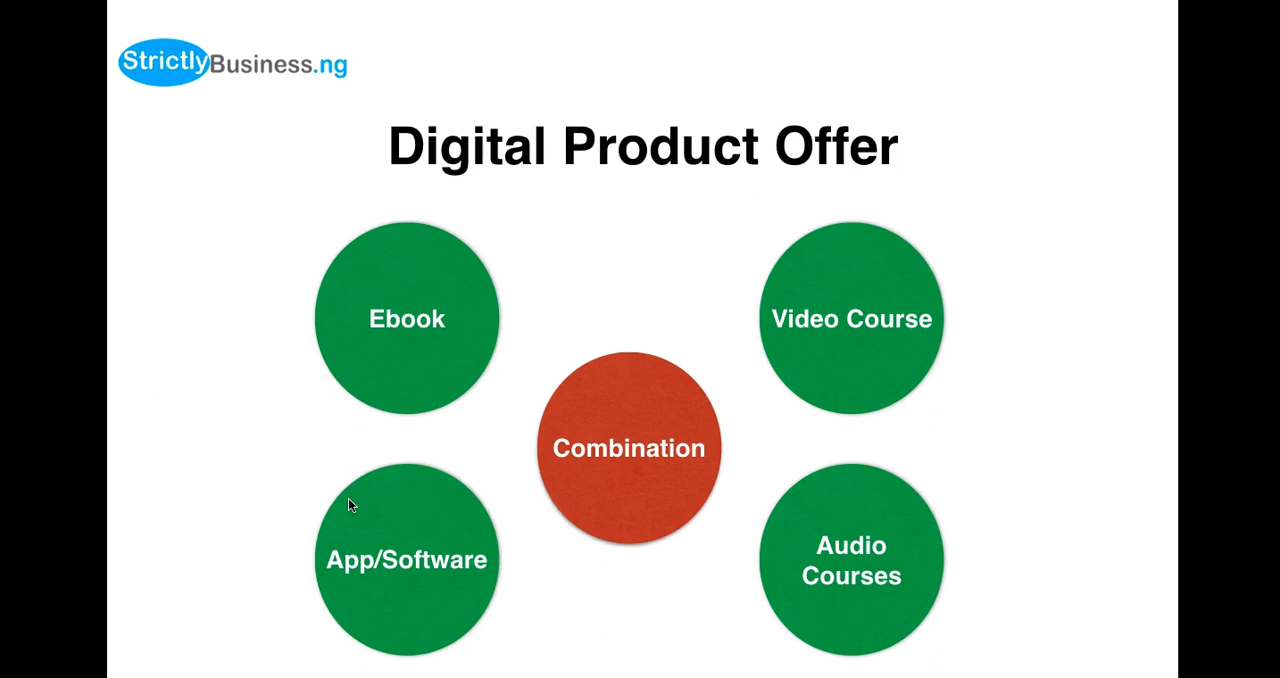 StrictlyBusiness.ng
Digital Product Offer
Ebook
Video Course
Combination
App/Software
Audio
Courses